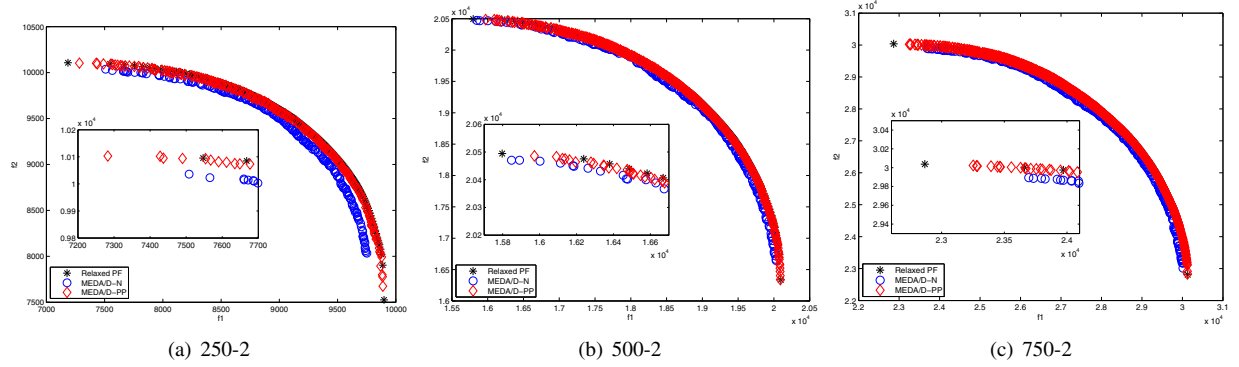 10500
10000
9500
9000
8500
8000
7500
f2
7000 7500 8000 8500 9000 9500 10000
f1
1.02 x 10^4
1.01
1.01
1.00
0.99
0.98
7200 7300 7400 7500 7600 7700
Relaxed PF
MEDA/D-N
MEDA/D-PP
(a) 250-2
2.05 x 10^4
2
1.95
1.9
1.85
1.8
1.75
1.7
1.65
1.6
f2
1.55 1.6 1.65 1.7 1.75 1.8 1.85 1.9 1.95 2 2.05 2.1
x 10^4
f1
2.06 x 10^4
2.05
2.04
2.03
2.02
1.58 1.6 1.62 1.64 1.66 1.67
x 10^4
Relaxed PF
MEDA/D-N
MEDA/D-PP
(b) 500-2
3.1 x 10^4
3
2.9
2.8
2.7
2.6
2.5
2.4
2.3
2.2
f2
2.2 2.3 2.4 2.5 2.6 2.7 2.8 2.9 3 3.1
x 10^4
f1
x 10^4
3.04
3.02
3
2.98
2.96
2.94
2.3 2.35 2.4
x 10^4
Relaxed PF
MEDA/D-N
MEDA/D-PP
(c) 750-2